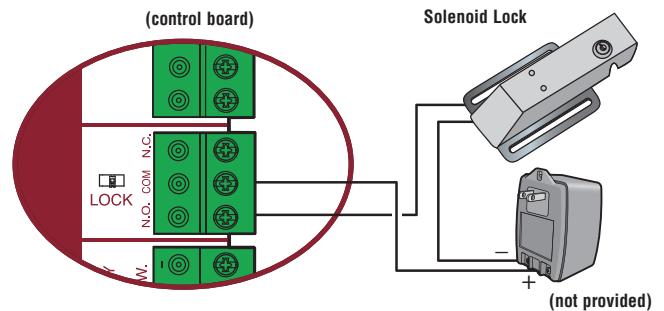 (control board)
Solenoid Lock
N.C.
COM
LOCK
N.O.
Y
W.
–
+
(not provided)